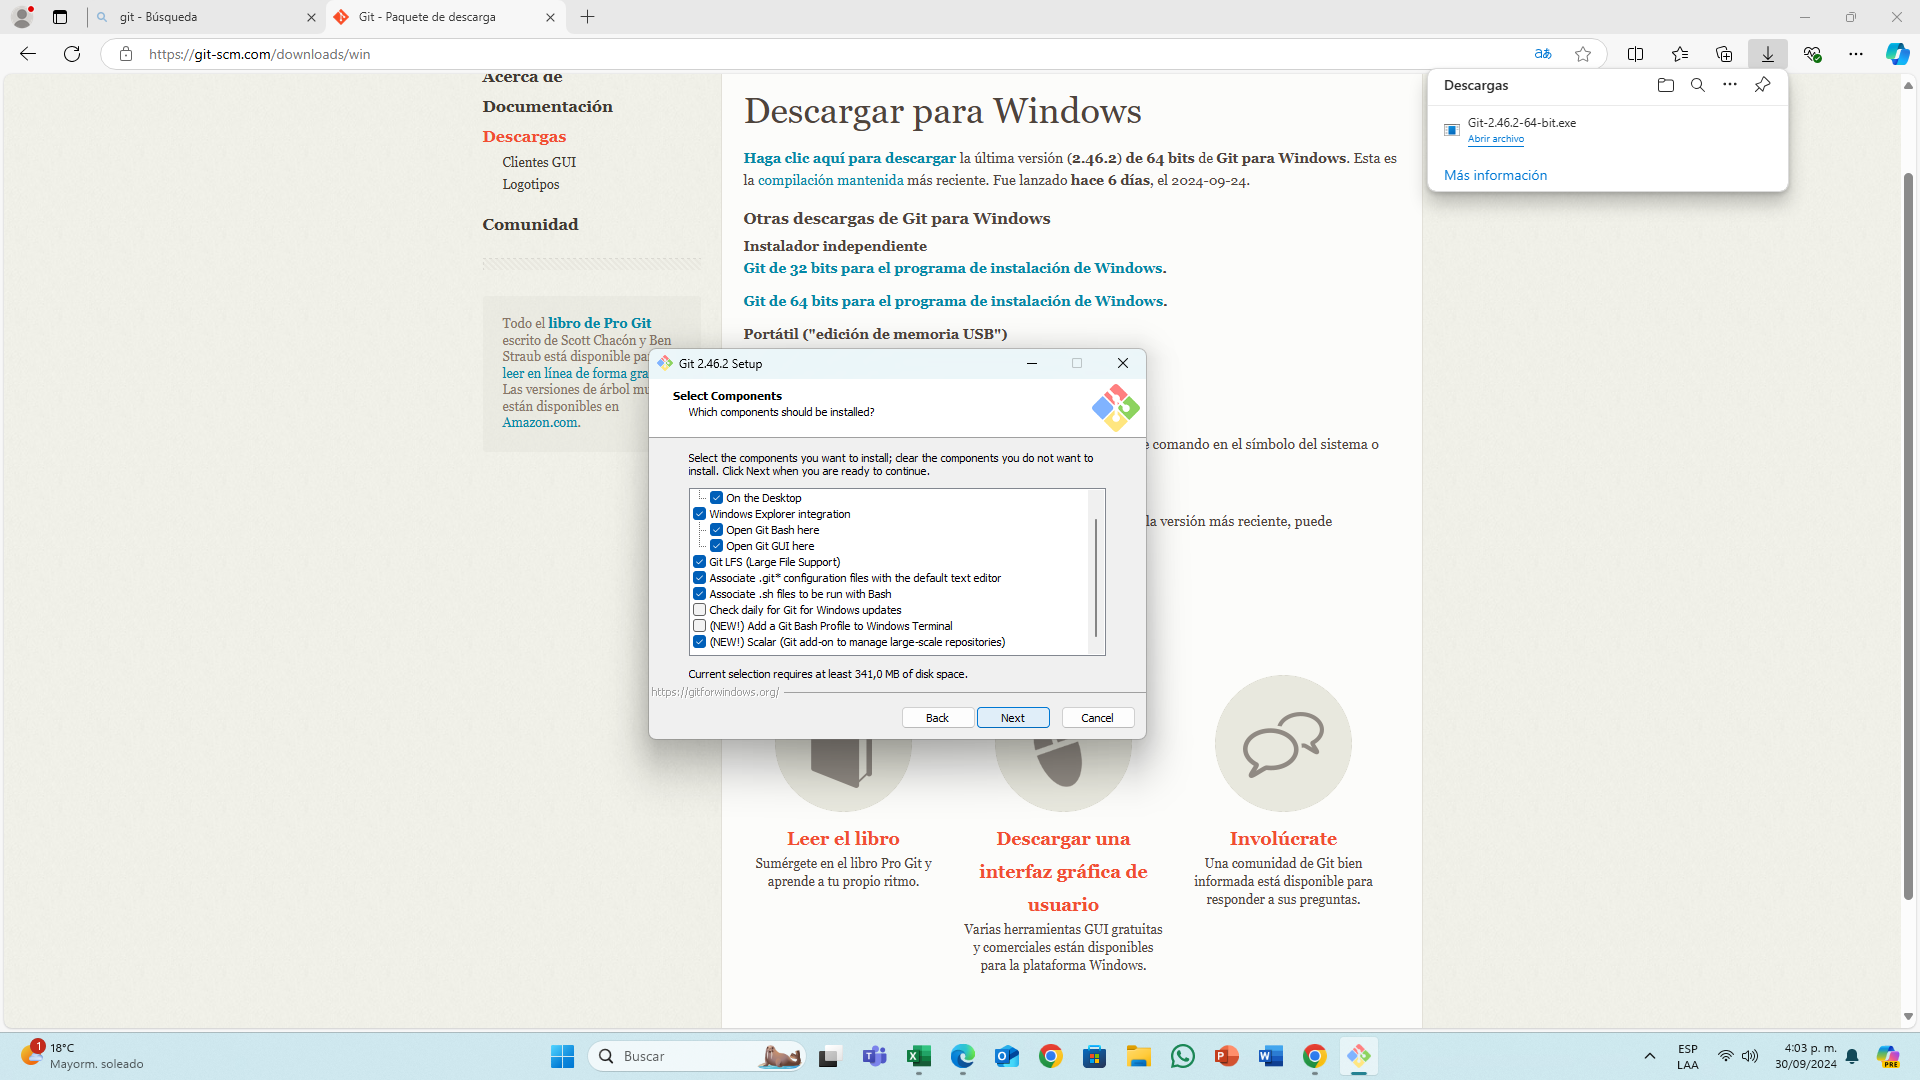 git - Búsqueda
Git - Paquete de descarga
https://git-scm.com/downloads/win
aあ
Acerca de
Documentación
Descargas
Clientes GUI
Logotipos
Comunidad
Todo el libro de Pro Git
escrito de Scott Chacón y Ben
Straub está disponible pa
leer en línea de forma gra
Las versiones de árbol mu
están disponibles en
Amazon.com.
Descargar para Windows
Haga clic aquí para descargar la última versión (2.46.2) de 64 bits de Git para Windows. Esta es
la compilación mantenida más reciente. Fue lanzado hace 6 días, el 2024-09-24.
Otras descargas de Git para Windows
Instalador independiente
Git de 32 bits para el programa de instalación de Windows.
Git de 64 bits para el programa de instalación de Windows.
Portátil ("edición de memoria USB")
e comando en el símbolo del sistema o
la versión más reciente, puede
Descargas
Git-2.46.2-64-bit.exe
Abrir archivo
Más información
Git 2.46.2 Setup
Select Components
Which components should be installed?
Select the components you want to install; clear the components you do not want to
install. Click Next when you are ready to continue.
On the Desktop
Windows Explorer integration
Open Git Bash here
Open Git GUI here
Git LFS (Large File Support)
Associate .git* configuration files with the default text editor
Associate .sh files to be run with Bash
Check daily for Git for Windows updates
(NEW!) Add a Git Bash Profile to Windows Terminal
(NEW!) Scalar (Git add-on to manage large-scale repositories)
Current selection requires at least 341,0 MB of disk space.
https://gitforwindows.org/
Back
Next
Cancel
Leer el libro
Sumérgete en el libro Pro Git y
aprende a tu propio ritmo.
Descargar una
interfaz gráfica de
usuario
Varias herramientas GUI gratuitas
y comerciales están disponibles
para la plataforma Windows.
Involúcrate
Una comunidad de Git bien
informada está disponible para
responder a sus preguntas.
1
18°C
Mayorm. soleado
Buscar
ESP
LAA
4:03 p. m.
30/09/2024
PRE